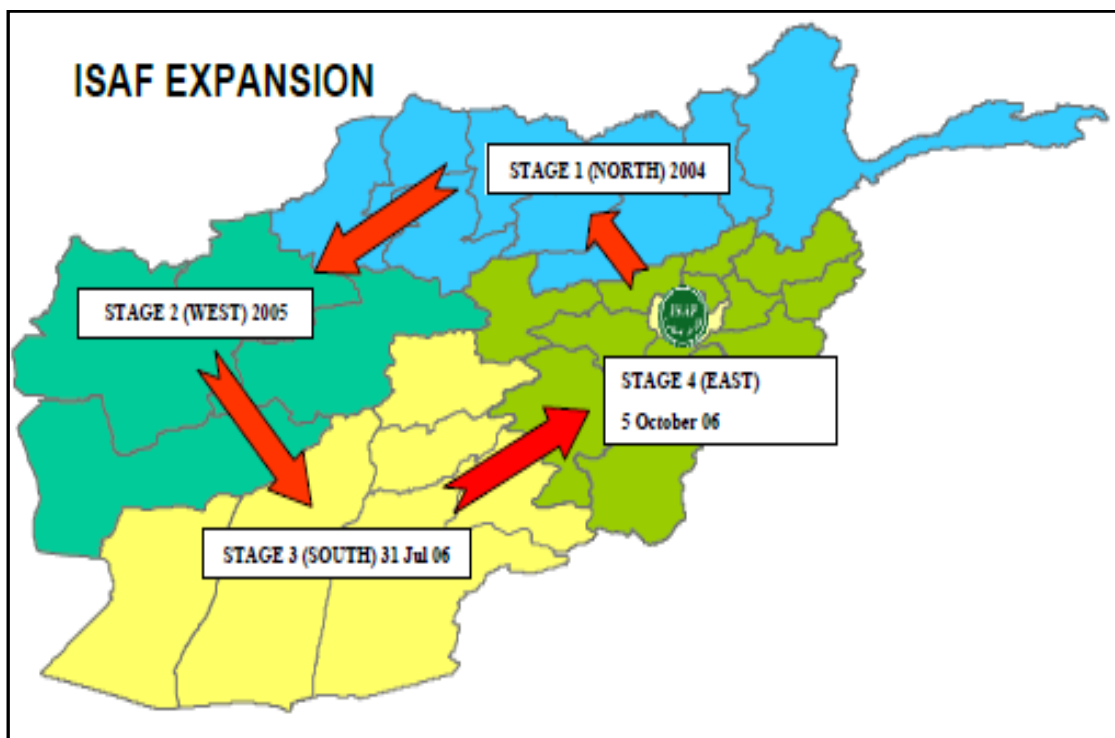 ISAF EXPANSION
STAGE 1 (NORTH) 2004
STAGE 2 (WEST) 2005
ISAF
STAGE 4 (EAST)
5 October 06
STAGE 3 (SOUTH) 31 Jul 06